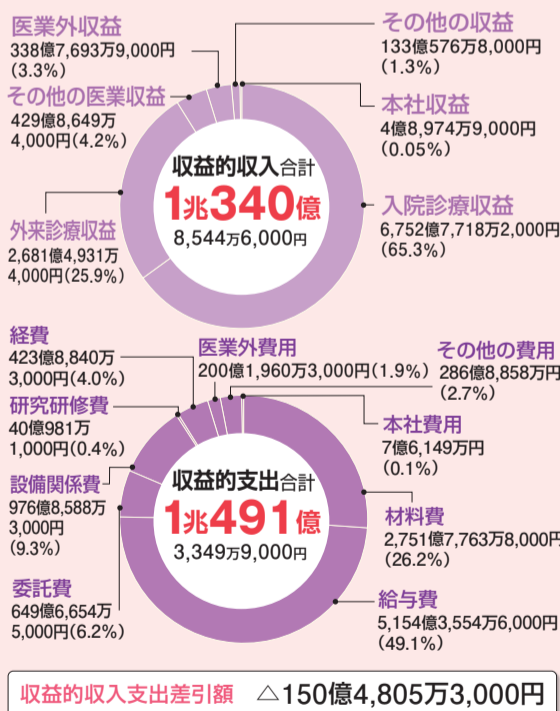 医業外収益
338億7,693万9,000円
(3.3%)
その他の収益
133億576万8,000円
(1.3%)
その他の医業収益
429億8,649万
4,000円(4.2%)
本社収益
4億8,974万9,000円
(0.05%)
収益的収入合計
1兆340億
8,544万6,000円
外来診療収益
2,681億4,931万
4,000円(25.9%)
入院診療収益
6,752億7,718万2,000円
(65.3%)
経費
423億8,840万
3,000円(4.0%)
医業外費用
200億1,960万3,000円(1.9%)
その他の費用
286億8,858万円
(2.7%)
研究研修費
40億981万
1,000円(0.4%)
本社費用
7億6,149万円
(0.1%)
設備関係費
976億8,588万
3,000円
(9.3%)
収益的支出合計
1兆491億
3,349万9,000円
材料費
2,751億7,763万8,000円
(26.2%)
委託費
649億6,654万
5,000円(6.2%)
給与費
5,154億3,554万6,000円
(49.1%)
収益的収入支出差引額 △150億4,805万3,000円